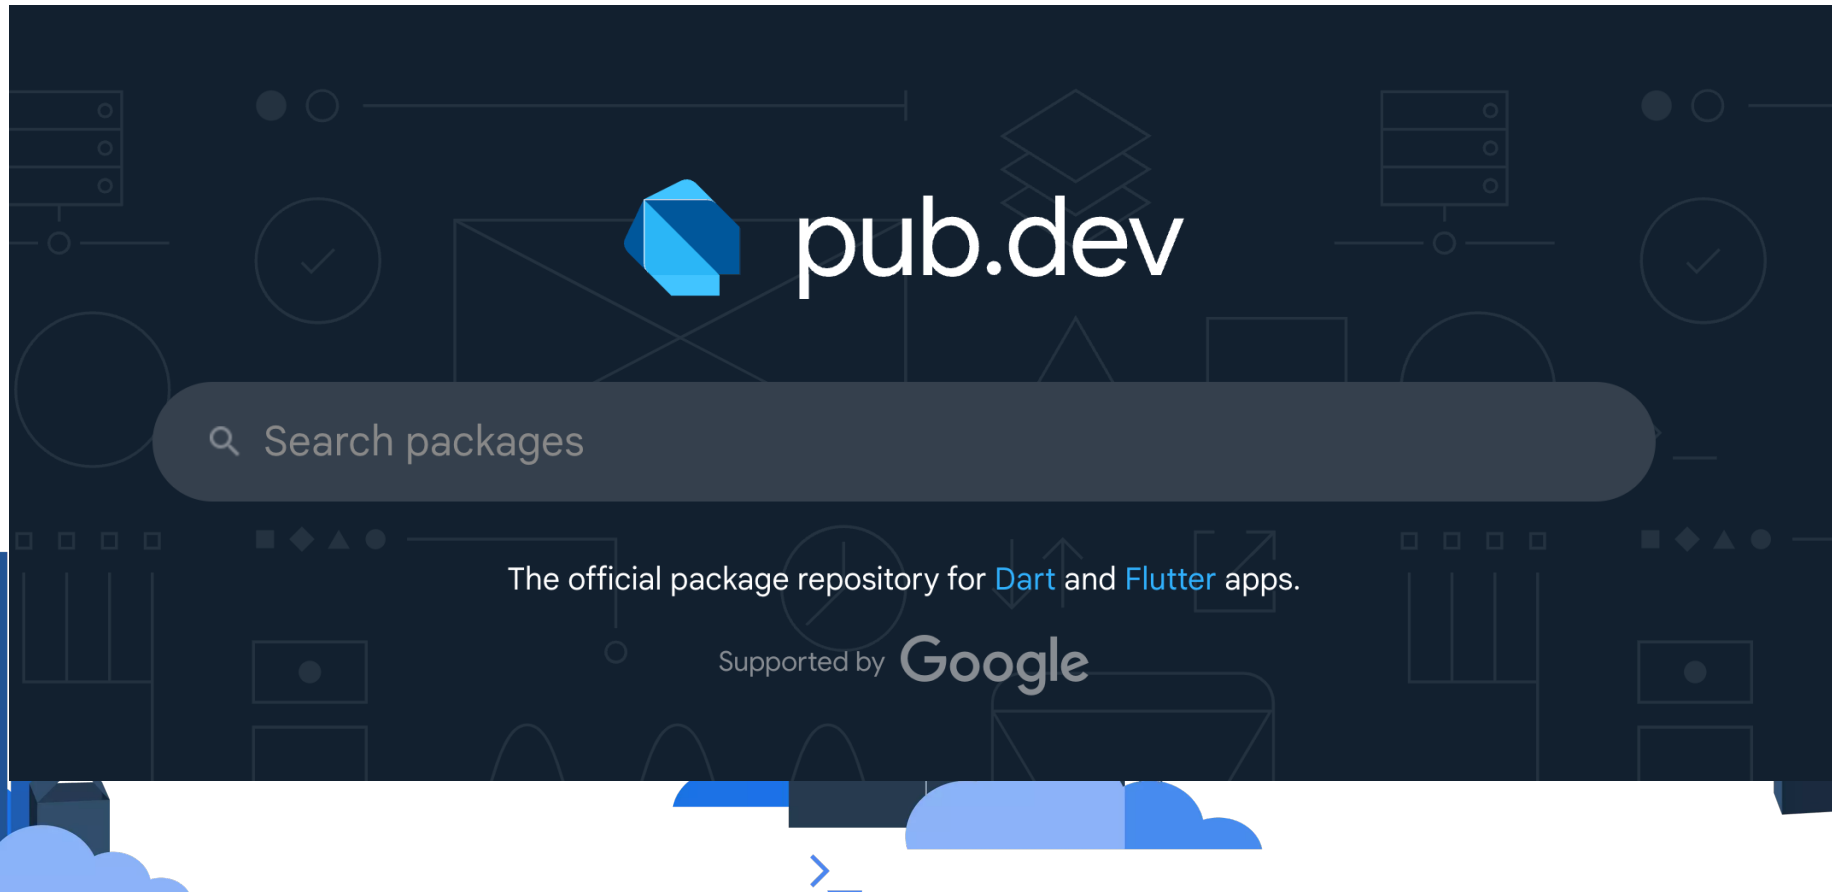 pub.dev
Search packages
The official package repository for Dart and Flutter apps.
Supported by Google
>_